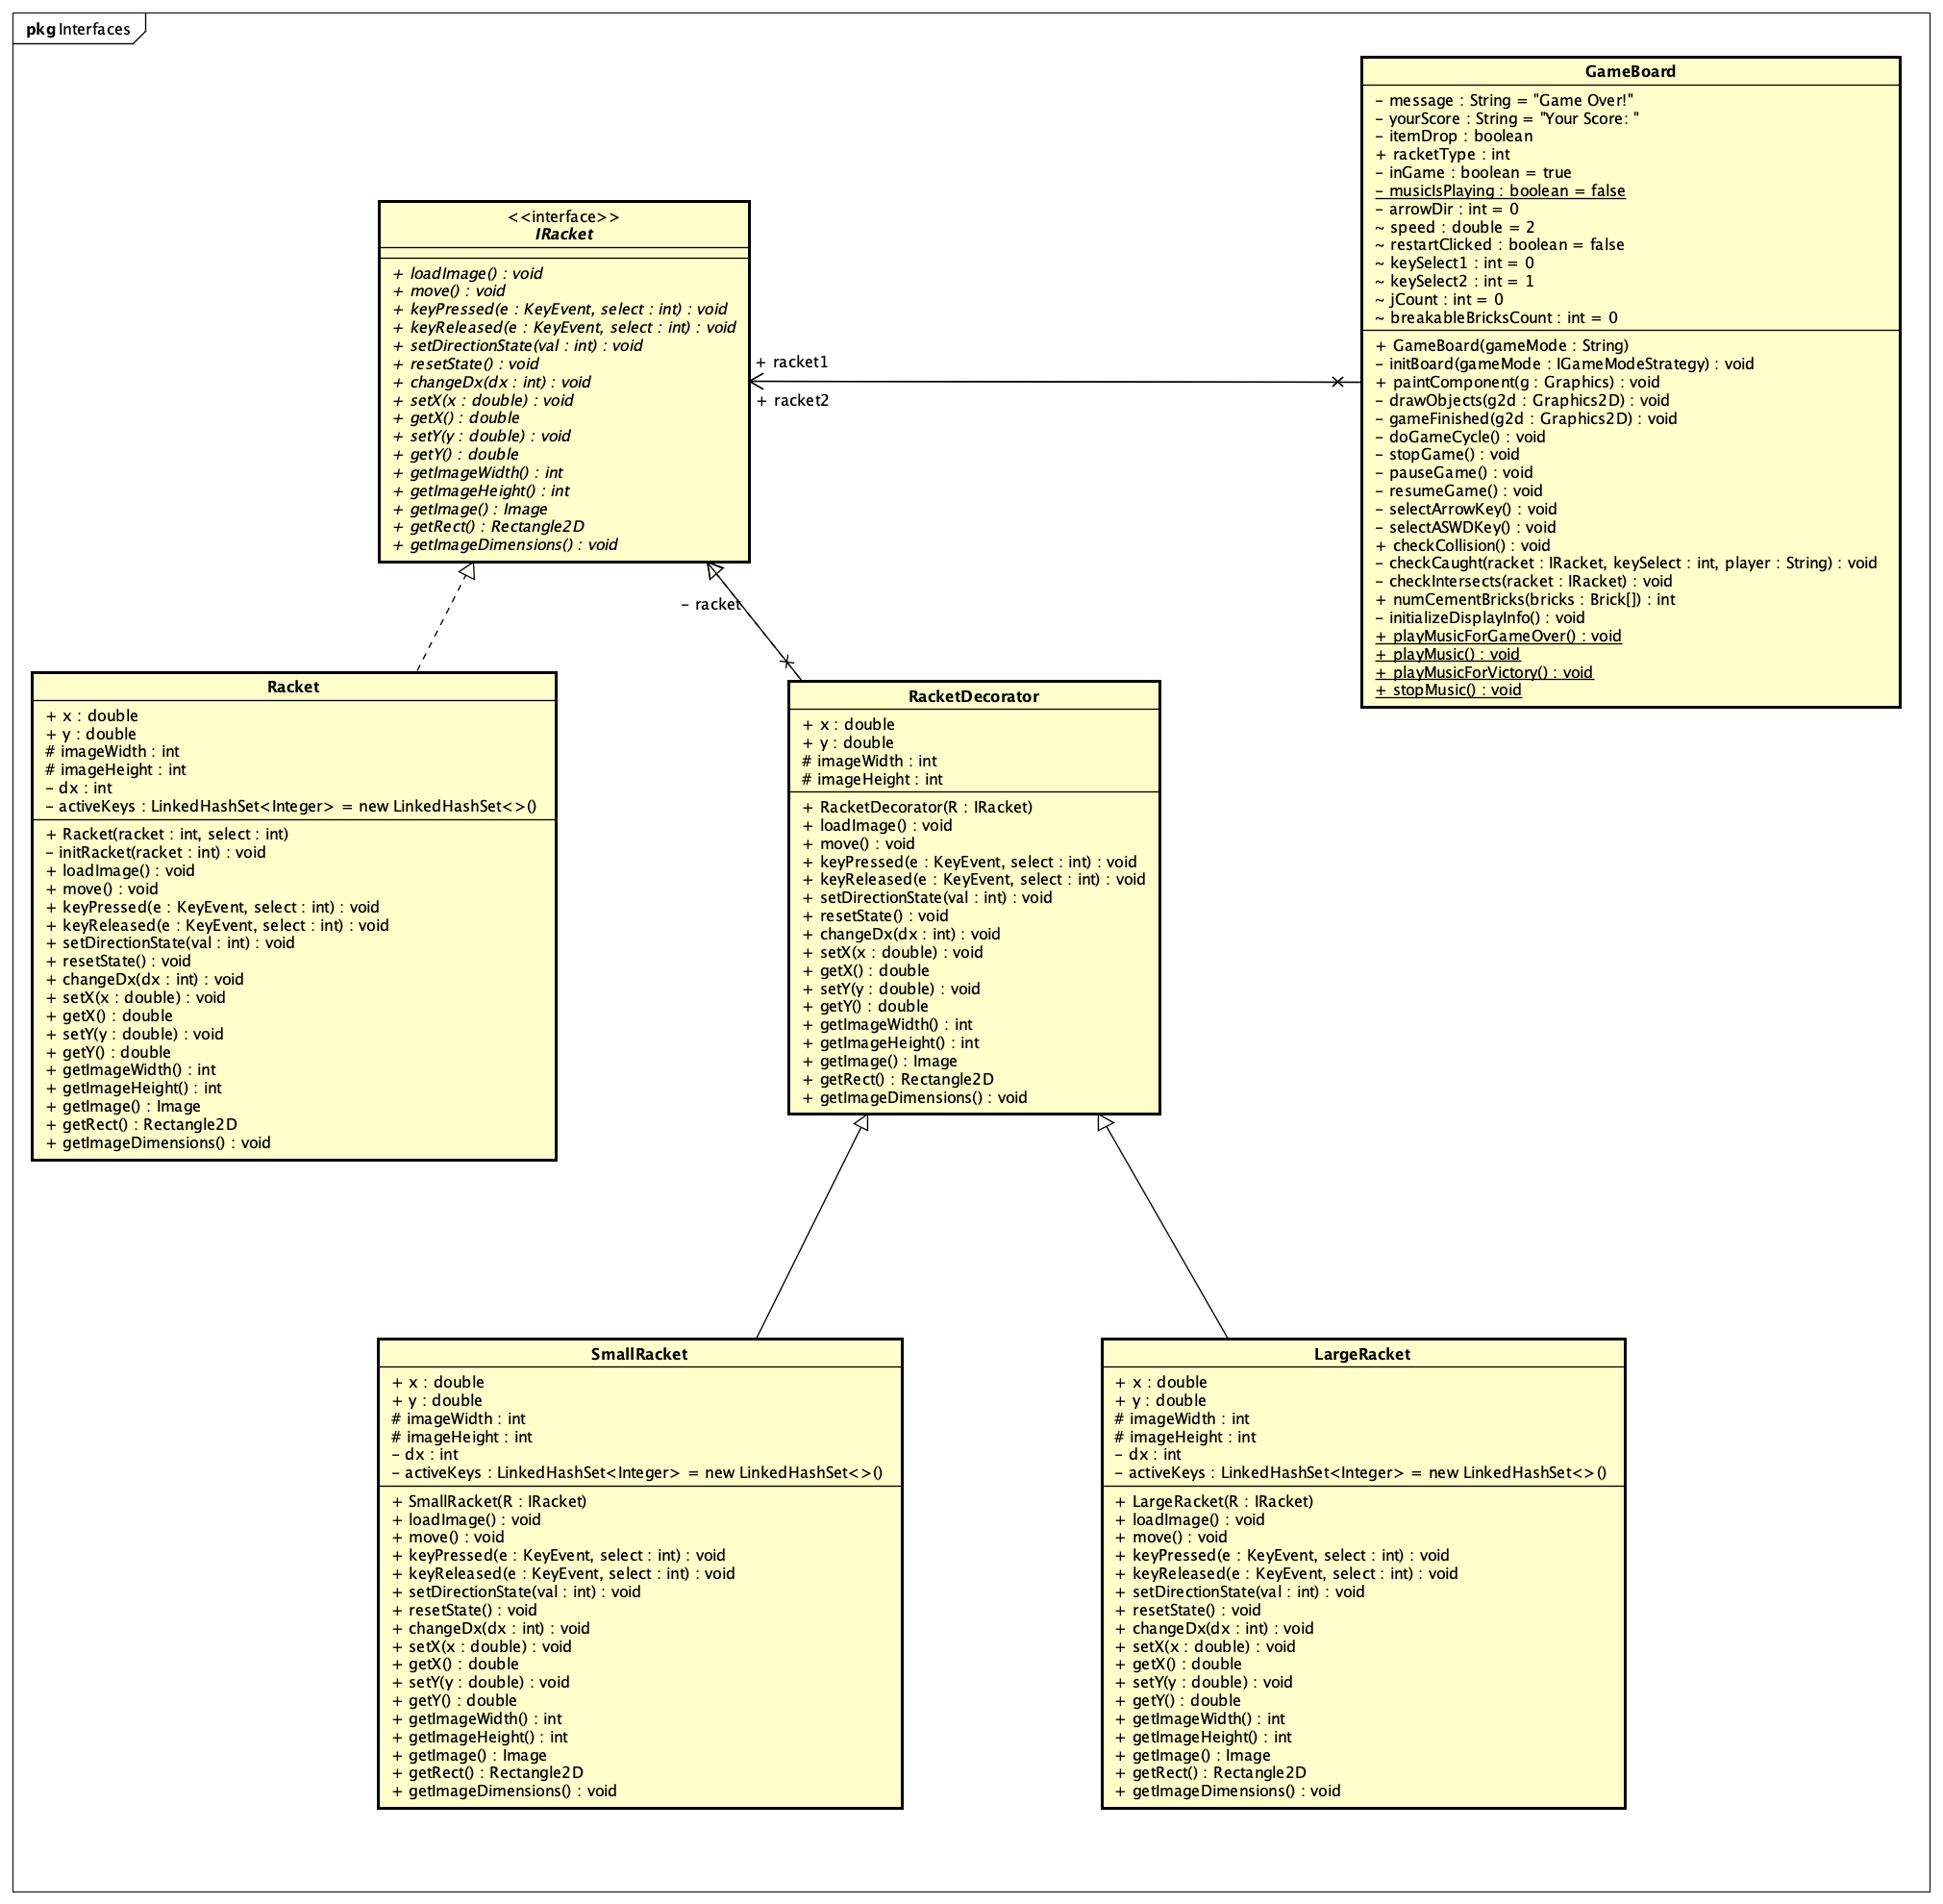 pkg Interfaces
GameBoard
– message : String = "Game Over!"
– yourScore : String = "Your Score: "
– itemDrop : boolean
+ racketType : int
– inGame : boolean = true
– musicIsPlaying : boolean = false
– arrowDir : int = 0
~ speed : double = 2
~ restartClicked : boolean = false
~ keySelect1 : int = 0
~ keySelect2 : int = 1
~ jCount : int = 0
~ breakableBricksCount : int = 0
+ GameBoard(gameMode : String)
– initBoard(gameMode : IGameModeStrategy) : void
+ paintComponent(g : Graphics) : void
– drawObjects(g2d : Graphics2D) : void
– gameFinished(g2d : Graphics2D) : void
– doGameCycle() : void
– stopGame() : void
– pauseGame() : void
– resumeGame() : void
– selectArrowKey() : void
– selectASWDKey() : void
+ checkCollision() : void
– checkCaught(racket : IRacket, keySelect : int, player : String) : void
– checkIntersects(racket : IRacket) : void
+ numCementBricks(bricks : Brick[]) : int
– initializeDisplayInfo() : void
+ playMusicForGameOver() : void
+ playMusic() : void
+ playMusicForVictory() : void
+ stopMusic() : void
<<interface>>
IRacket
+ loadImage() : void
+ move() : void
+ keyPressed(e : KeyEvent, select : int) : void
+ keyReleased(e : KeyEvent, select : int) : void
+ setDirectionState(val : int) : void
+ resetState() : void
+ changeDx(dx : int) : void
+ setX(x : double) : void
+ getX() : double
+ setY(y : double) : void
+ getY() : double
+ getImageWidth() : int
+ getImageHeight() : int
+ getImage() : Image
+ getRect() : Rectangle2D
+ getImageDimensions() : void
+ racket1
+ racket2
– racket
Racket
+ x : double
+ y : double
# imageWidth : int
# imageHeight : int
– dx : int
– activeKeys : LinkedHashSet<Integer> = new LinkedHashSet<>()
+ Racket(racket : int, select : int)
– initRacket(racket : int) : void
+ loadImage() : void
+ move() : void
+ keyPressed(e : KeyEvent, select : int) : void
+ keyReleased(e : KeyEvent, select : int) : void
+ setDirectionState(val : int) : void
+ resetState() : void
+ changeDx(dx : int) : void
+ setX(x : double) : void
+ getX() : double
+ setY(y : double) : void
+ getY() : double
+ getImageWidth() : int
+ getImageHeight() : int
+ getImage() : Image
+ getRect() : Rectangle2D
+ getImageDimensions() : void
RacketDecorator
+ x : double
+ y : double
# imageWidth : int
# imageHeight : int
+ RacketDecorator(R : IRacket)
+ loadImage() : void
+ move() : void
+ keyPressed(e : KeyEvent, select : int) : void
+ keyReleased(e : KeyEvent, select : int) : void
+ setDirectionState(val : int) : void
+ resetState() : void
+ changeDx(dx : int) : void
+ setX(x : double) : void
+ getX() : double
+ setY(y : double) : void
+ getY() : double
+ getImageWidth() : int
+ getImageHeight() : int
+ getImage() : Image
+ getRect() : Rectangle2D
+ getImageDimensions() : void
SmallRacket
+ x : double
+ y : double
# imageWidth : int
# imageHeight : int
– dx : int
– activeKeys : LinkedHashSet<Integer> = new LinkedHashSet<>()
+ SmallRacket(R : IRacket)
+ loadImage() : void
+ move() : void
+ keyPressed(e : KeyEvent, select : int) : void
+ keyReleased(e : KeyEvent, select : int) : void
+ setDirectionState(val : int) : void
+ resetState() : void
+ changeDx(dx : int) : void
+ setX(x : double) : void
+ getX() : double
+ setY(y : double) : void
+ getY() : double
+ getImageWidth() : int
+ getImageHeight() : int
+ getImage() : Image
+ getRect() : Rectangle2D
+ getImageDimensions() : void
LargeRacket
+ x : double
+ y : double
# imageWidth : int
# imageHeight : int
– dx : int
– activeKeys : LinkedHashSet<Integer> = new LinkedHashSet<>()
+ LargeRacket(R : IRacket)
+ loadImage() : void
+ move() : void
+ keyPressed(e : KeyEvent, select : int) : void
+ keyReleased(e : KeyEvent, select : int) : void
+ setDirectionState(val : int) : void
+ resetState() : void
+ changeDx(dx : int) : void
+ setX(x : double) : void
+ getX() : double
+ setY(y : double) : void
+ getY() : double
+ getImageWidth() : int
+ getImageHeight() : int
+ getImage() : Image
+ getRect() : Rectangle2D
+ getImageDimensions() : void